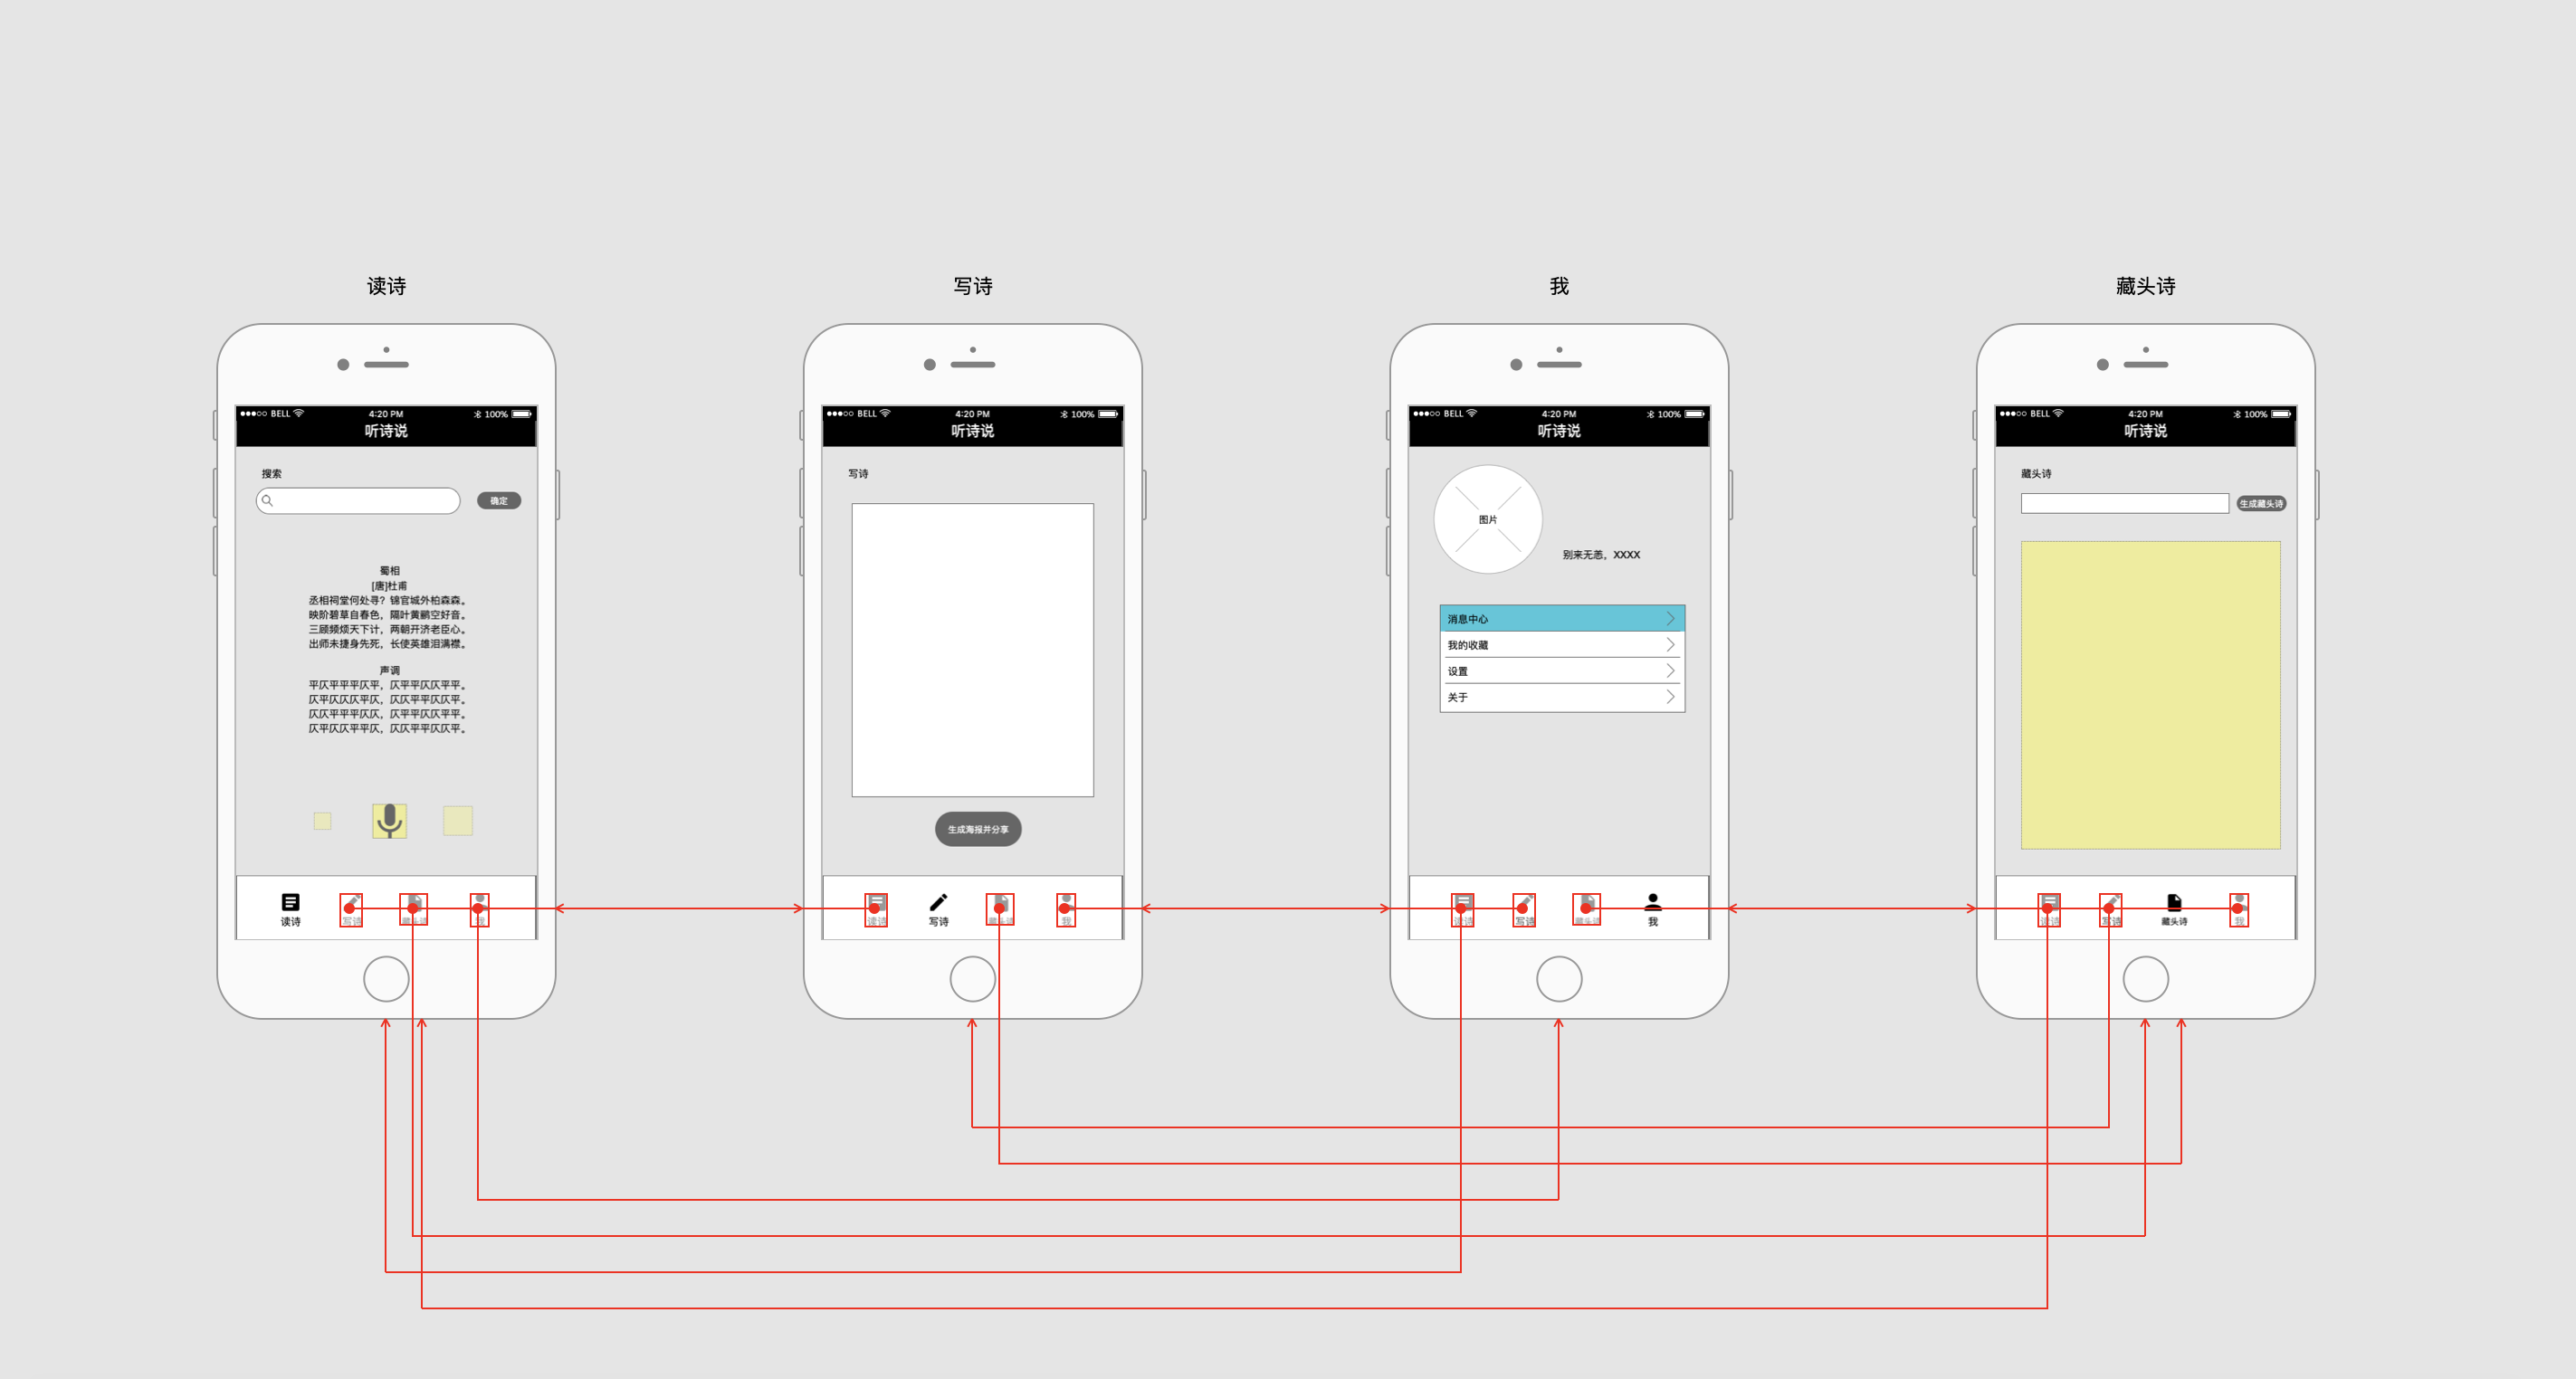 读诗
BELL 4:20 PM 100%
听诗说
搜索
确定
蜀相
[唐]杜甫
丞相祠堂何处寻？锦官城外柏森森。
映阶碧草自春色，隔叶黄鹂空好音。
三顾频烦天下计，两朝开济老臣心。
出师未捷身先死，长使英雄泪满襟。
声调
平仄平平平仄平，仄平平仄仄平平。
仄平仄仄仄平仄，仄仄平平仄仄平。
仄仄平平平仄仄，仄平平仄仄平平。
仄平仄仄平平仄，仄仄平平仄仄平。
读诗 写诗 藏头诗 我
写诗
BELL 4:20 PM 100%
听诗说
写诗
生成海报并分享
读诗 写诗 藏头诗 我
我
BELL 4:20 PM 100%
听诗说
图片
别来无恙，XXXX
消息中心
我的收藏
设置
关于
读诗 写诗 藏头诗 我
藏头诗
BELL 4:20 PM 100%
听诗说
藏头诗
生成藏头诗
读诗 写诗 藏头诗 我